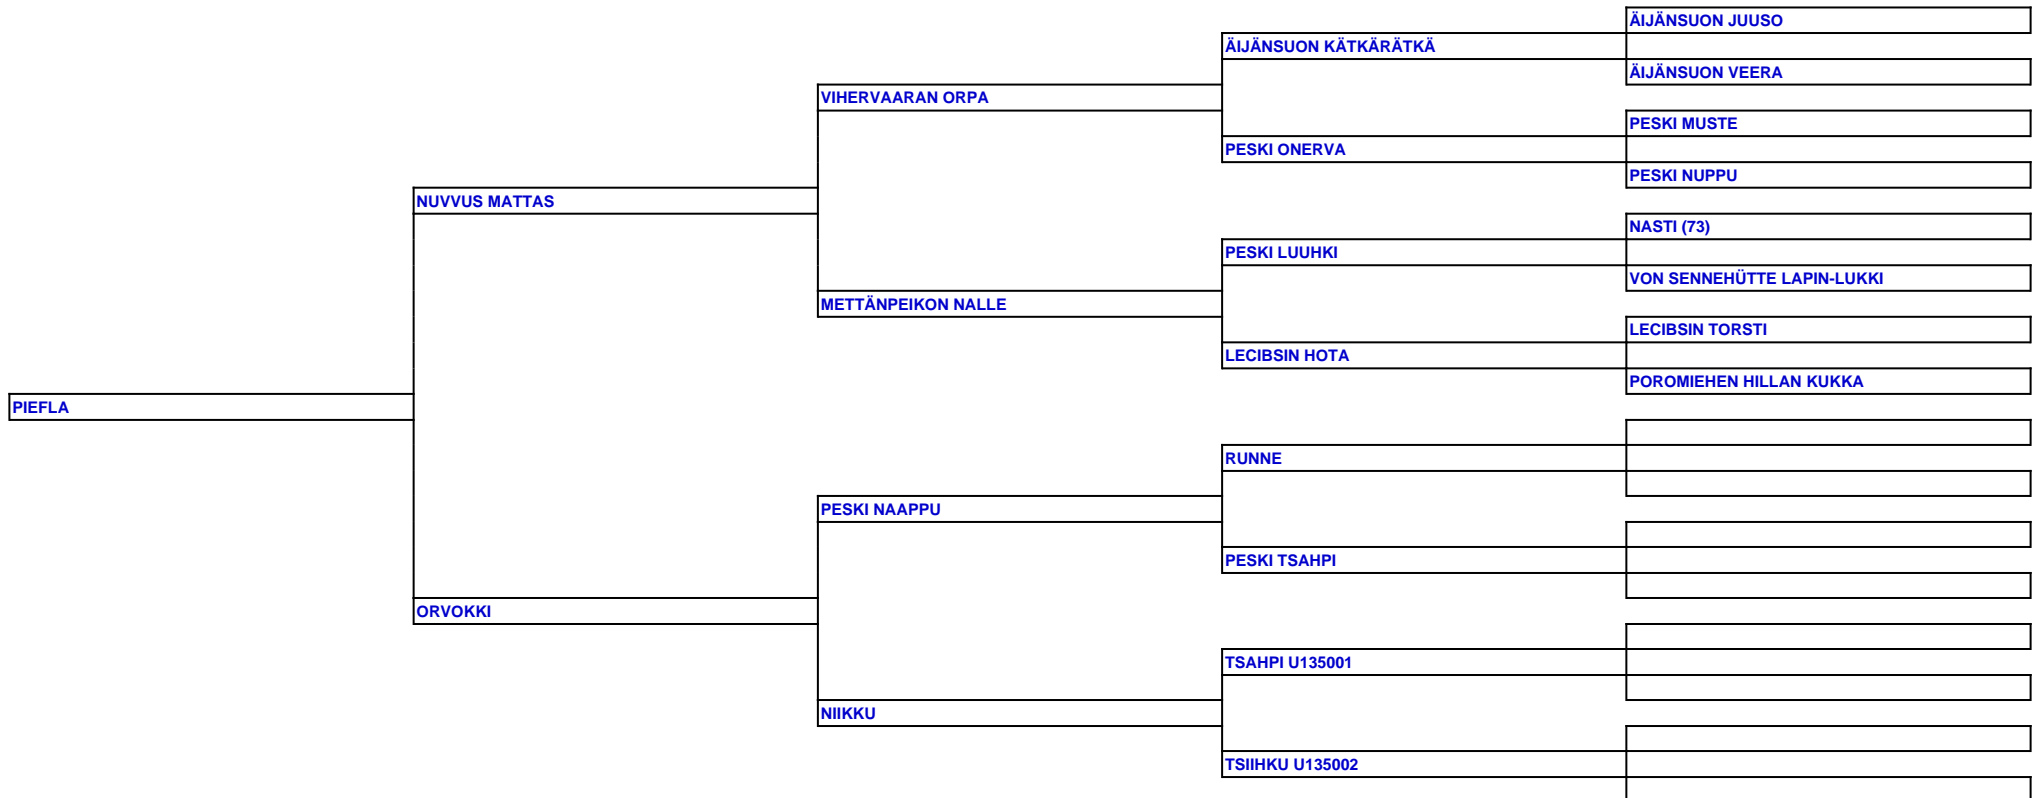 ÄIJÄNSUON JUUSO
ÄIJÄNSUON KÄTKÄRÄTKÄ
ÄIJÄNSUON VEERA
VIHERVAARAN ORPA
PESKI MUSTE
PESKI ONERVA
PESKI NUPPU
NUVVUS MATTAS
NASTI (73)
PESKI LUUHKI
VON SENNEHÜTTE LAPIN-LUKKI
METTÄNPEIKON NALLE
LECIBSIN TORSTI
LECIBSIN HOTA
POROMIEHEN HILLAN KUKKA
PIEFLA
RUNNE
PESKI NAAPPU
PESKI TSAHPI
ORVOKKI
TSAHPI U135001
NIIKKU
TSIIHKU U135002